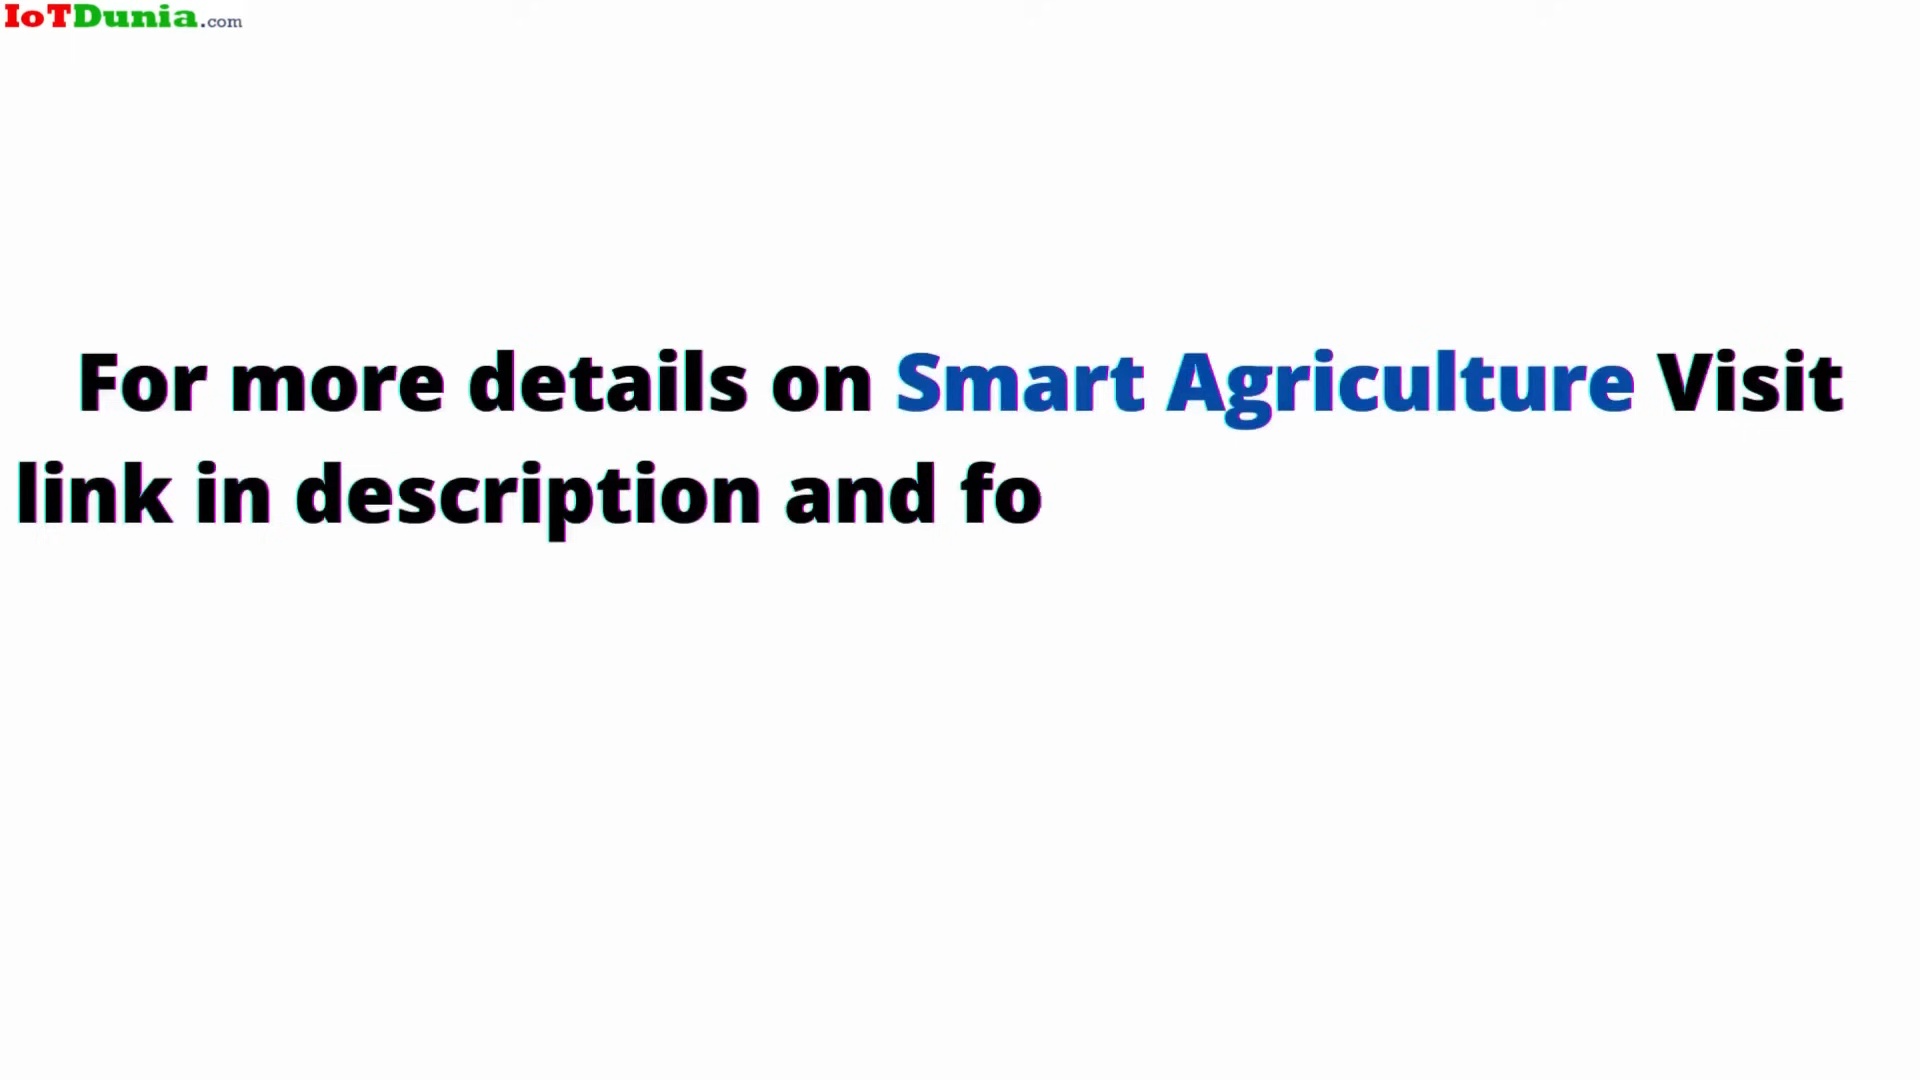 IoTDunia.com
For more details on Smart Agriculture Visit
link in description and fo